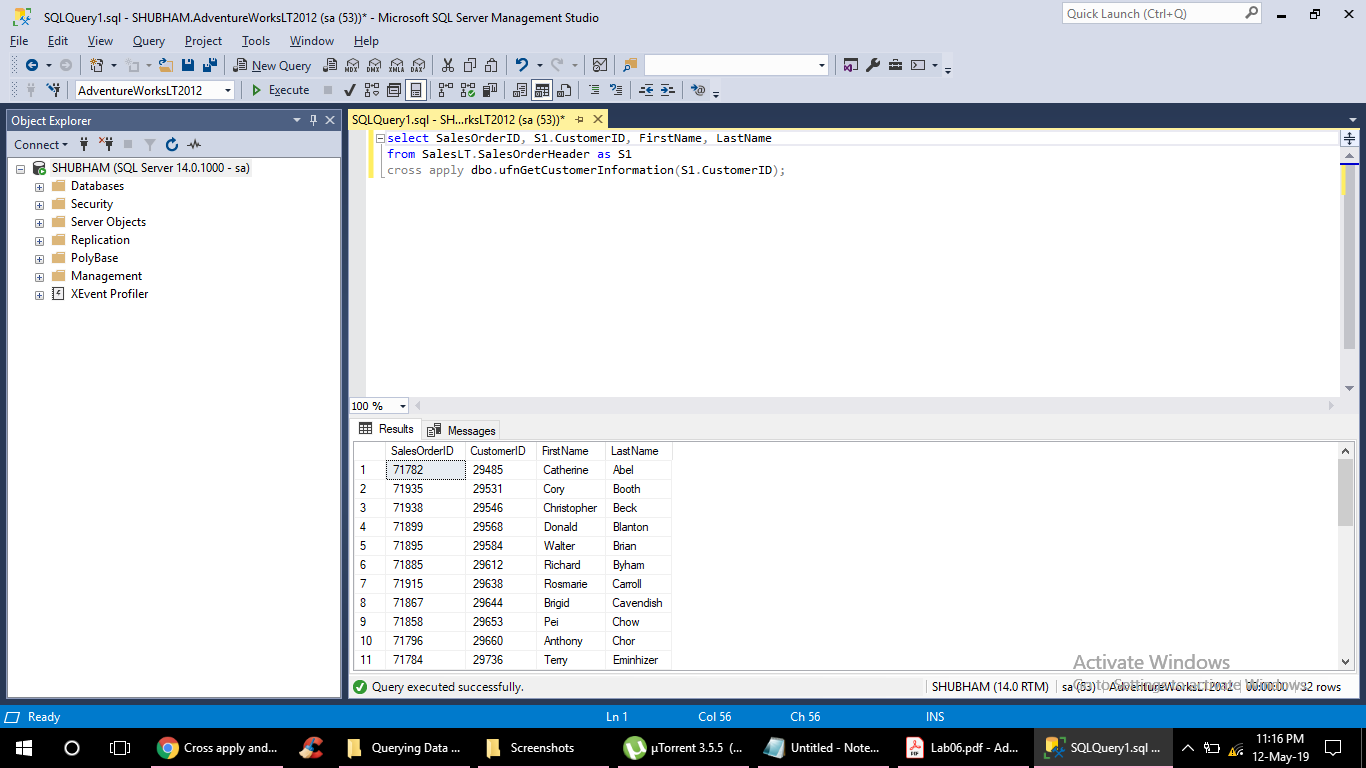 SQLQuery1.sql - SHUBHAM.AdventureWorksLT2012 (sa (53))* - Microsoft SQL Server Management Studio
Quick Launch (Ctrl+Q)
File Edit View Query Project Tools Window Help
New Query MDX DMX XMLA DAX
AdventureWorksLT2012 Execute
Object Explorer
SQLQuery1.sql - SH...rksLT2012 (sa (53))*
Connect
SHUBHAM (SQL Server 14.0.1000 - sa)
Databases
Security
Server Objects
Replication
PolyBase
Management
XEvent Profiler
select SalesOrderID, S1.CustomerID, FirstName, LastName
from SalesLT.SalesOrderHeader as S1
cross apply dbo.ufnGetCustomerInformation(S1.CustomerID);
100 %
Results Messages
SalesOrderID CustomerID FirstName LastName
1 71782 29485 Catherine Abel
2 71935 29531 Cory Booth
3 71938 29546 Christopher Beck
4 71899 29568 Donald Blanton
5 71895 29584 Walter Brian
6 71885 29612 Richard Byham
7 71915 29638 Rosmarie Carroll
8 71867 29644 Brigid Cavendish
9 71858 29653 Pei Chow
10 71796 29660 Anthony Chor
11 71784 29736 Terry Eminhizer
Activate Windows
Go to Settings to activate Windows.
Query executed successfully. SHUBHAM (14.0 RTM) sa (53) AdventureWorksLT2012 00:00:00 32 rows
Ready Ln 1 Col 56 Ch 56 INS
Cross apply and... Querying Data ... Screenshots µTorrent 3.5.5 (... Untitled - Note... Lab06.pdf - Ad... SQLQuery1.sql ...
11:16 PM
12-May-19